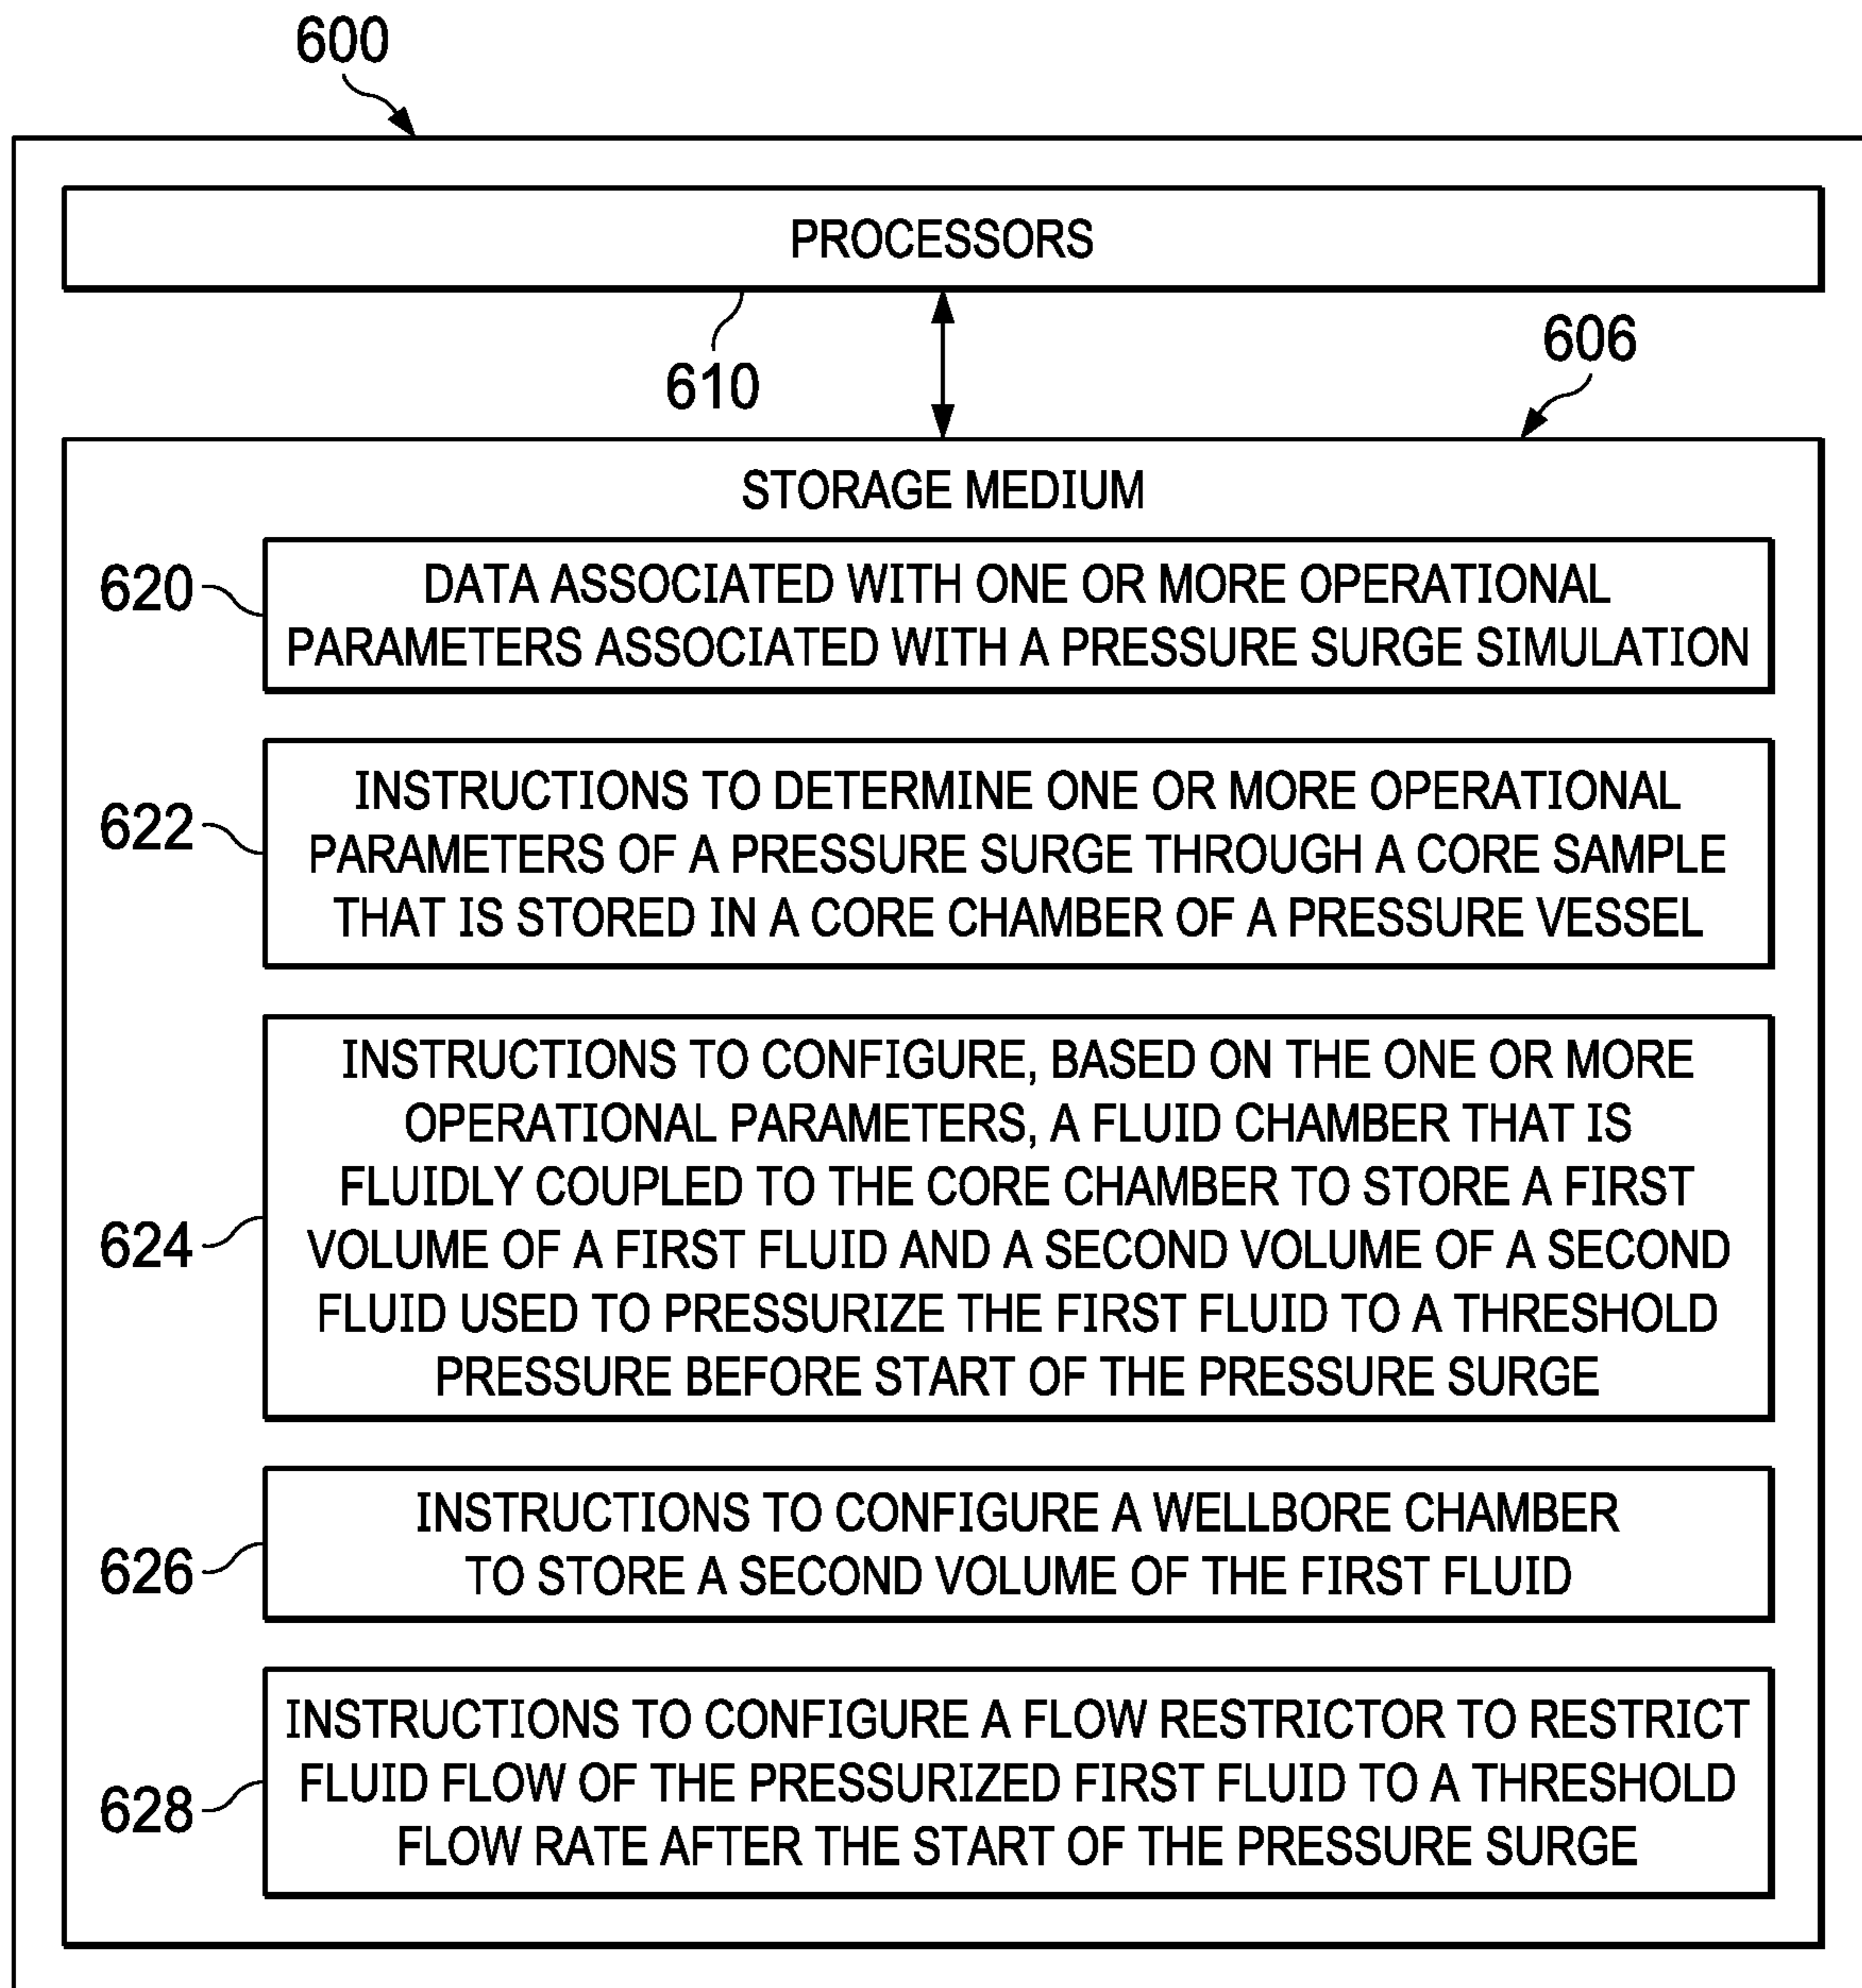 600
PROCESSORS
610
606
STORAGE MEDIUM
620
DATA ASSOCIATED WITH ONE OR MORE OPERATIONAL
PARAMETERS ASSOCIATED WITH A PRESSURE SURGE SIMULATION
622
INSTRUCTIONS TO DETERMINE ONE OR MORE OPERATIONAL
PARAMETERS OF A PRESSURE SURGE THROUGH A CORE SAMPLE
THAT IS STORED IN A CORE CHAMBER OF A PRESSURE VESSEL
624
INSTRUCTIONS TO CONFIGURE, BASED ON THE ONE OR MORE
OPERATIONAL PARAMETERS, A FLUID CHAMBER THAT IS
FLUIDLY COUPLED TO THE CORE CHAMBER TO STORE A FIRST
VOLUME OF A FIRST FLUID AND A SECOND VOLUME OF A SECOND
FLUID USED TO PRESSURIZE THE FIRST FLUID TO A THRESHOLD
PRESSURE BEFORE START OF THE PRESSURE SURGE
626
INSTRUCTIONS TO CONFIGURE A WELLBORE CHAMBER
TO STORE A SECOND VOLUME OF THE FIRST FLUID
628
INSTRUCTIONS TO CONFIGURE A FLOW RESTRICTOR TO RESTRICT
FLUID FLOW OF THE PRESSURIZED FIRST FLUID TO A THRESHOLD
FLOW RATE AFTER THE START OF THE PRESSURE SURGE